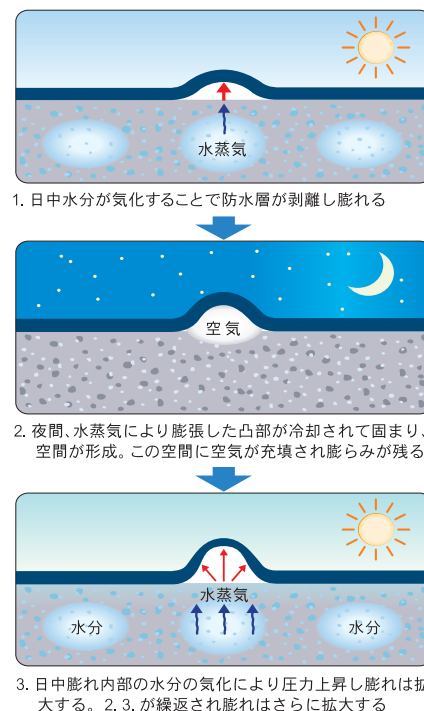 水蒸気
1. 日中水分が気化することで防水層が剥離し膨れる
空気
2. 夜間、水蒸気により膨張した凸部が冷却されて固まり、
空間が形成。この空間に空気が充填され膨らみが残る
水蒸気
水分
水分
3. 日中膨れ内部の水分の気化により圧力上昇し膨れは拡
大する。2. 3. が繰返され膨れはさらに拡大する